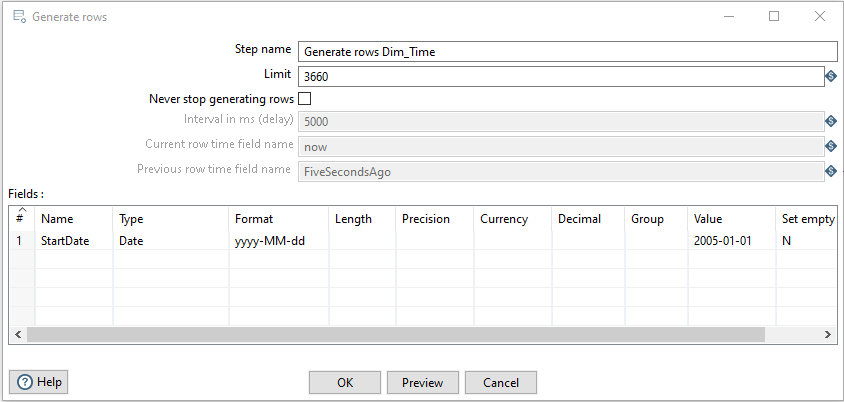 Generate rows
Step name Generate rows Dim_Time
Limit 3660
Never stop generating rows
Interval in ms (delay) 5000
Current row time field name now
Previous row time field name FiveSecondsAgo
Fields :
# Name Type Format Length Precision Currency Decimal Group Value Set empty
1 StartDate Date yyyy-MM-dd 2005-01-01 N
Help OK Preview Cancel